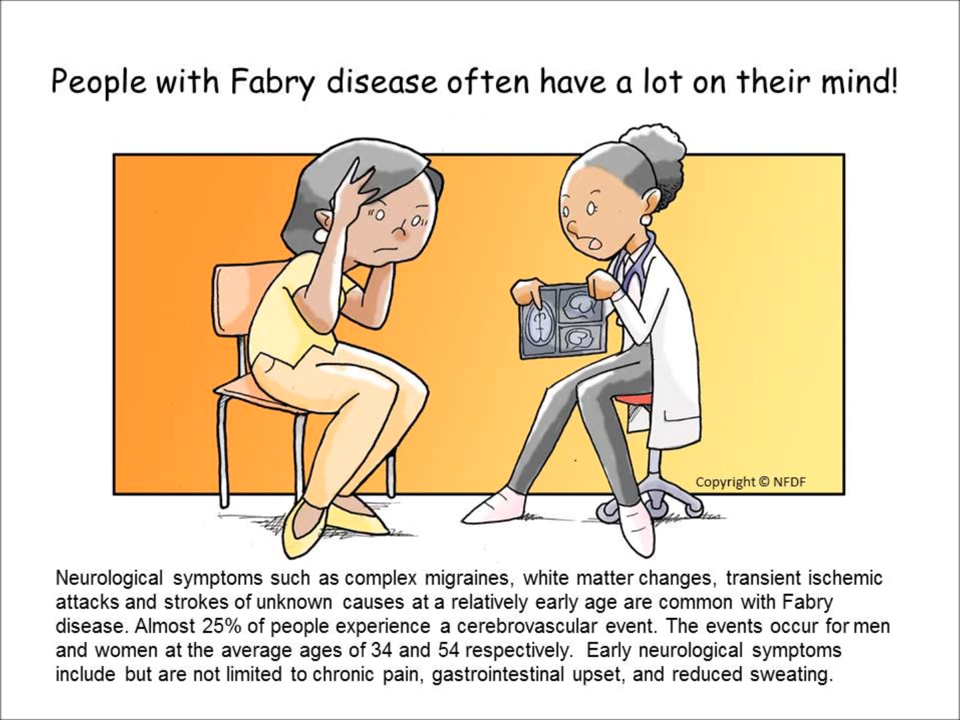 People with Fabry disease often have a lot on their mind!
Copyright © NFDF
Neurological symptoms such as complex migraines, white matter changes, transient ischemic
attacks and strokes of unknown causes at a relatively early age are common with Fabry
disease. Almost 25% of people experience a cerebrovascular event. The events occur for men
and women at the average ages of 34 and 54 respectively. Early neurological symptoms
include but are not limited to chronic pain, gastrointestinal upset, and reduced sweating.